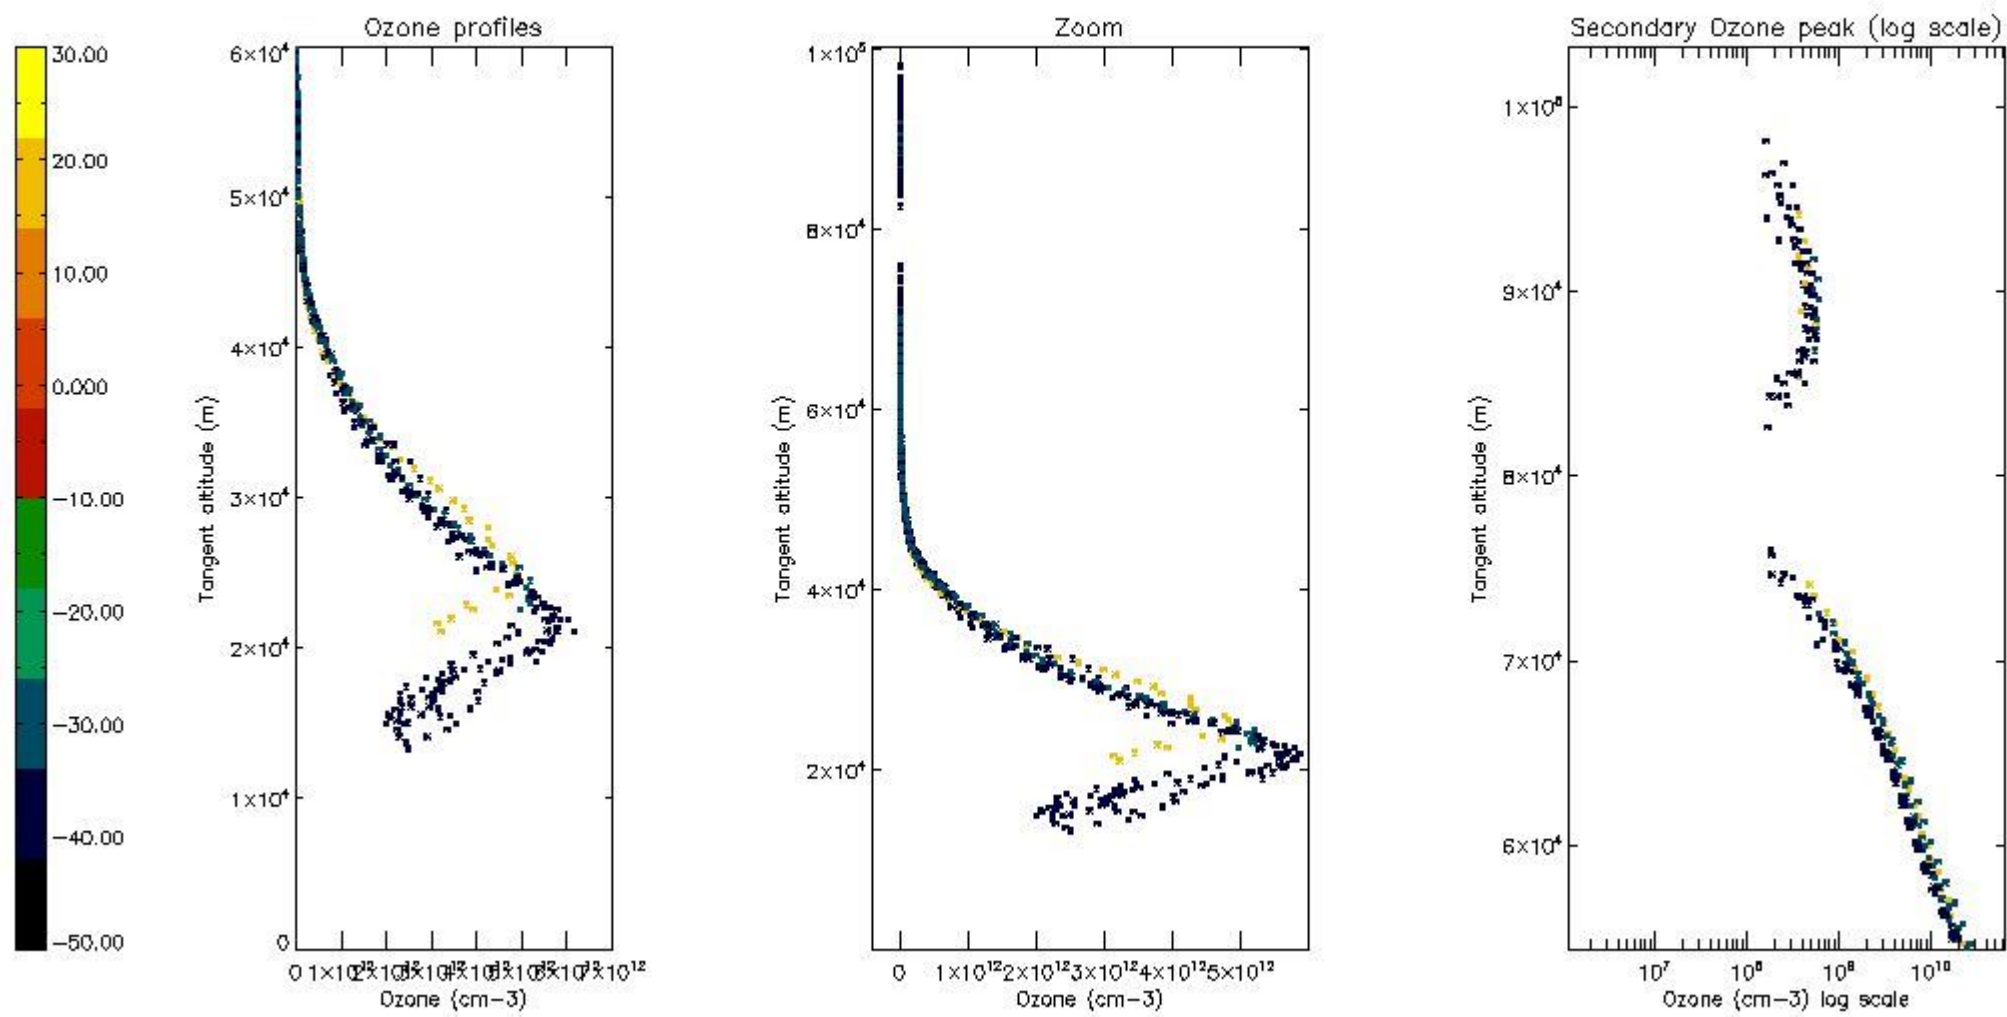 Ozone profiles
Zoom
Secondary Ozone peak (log scale)
30.00
20.00
10.00
0.000
-10.00
-20.00
-30.00
-40.00
-50.00
6×10⁴
5×10⁴
4×10⁴
3×10⁴
2×10⁴
1×10⁴
0
Tangent altitude (m)
0 7×10¹²
Ozone (cm-3)
1×10⁵
8×10⁴
6×10⁴
4×10⁴
2×10⁴
Tangent altitude (m)
0 1×10¹² 2×10¹² 3×10¹² 4×10¹² 5×10¹²
Ozone (cm-3)
9×10⁴
8×10⁴
7×10⁴
6×10⁴
Tangent altitude (m)
10⁷ 10⁸ 10⁹ 10¹⁰
Ozone (cm-3) log scale